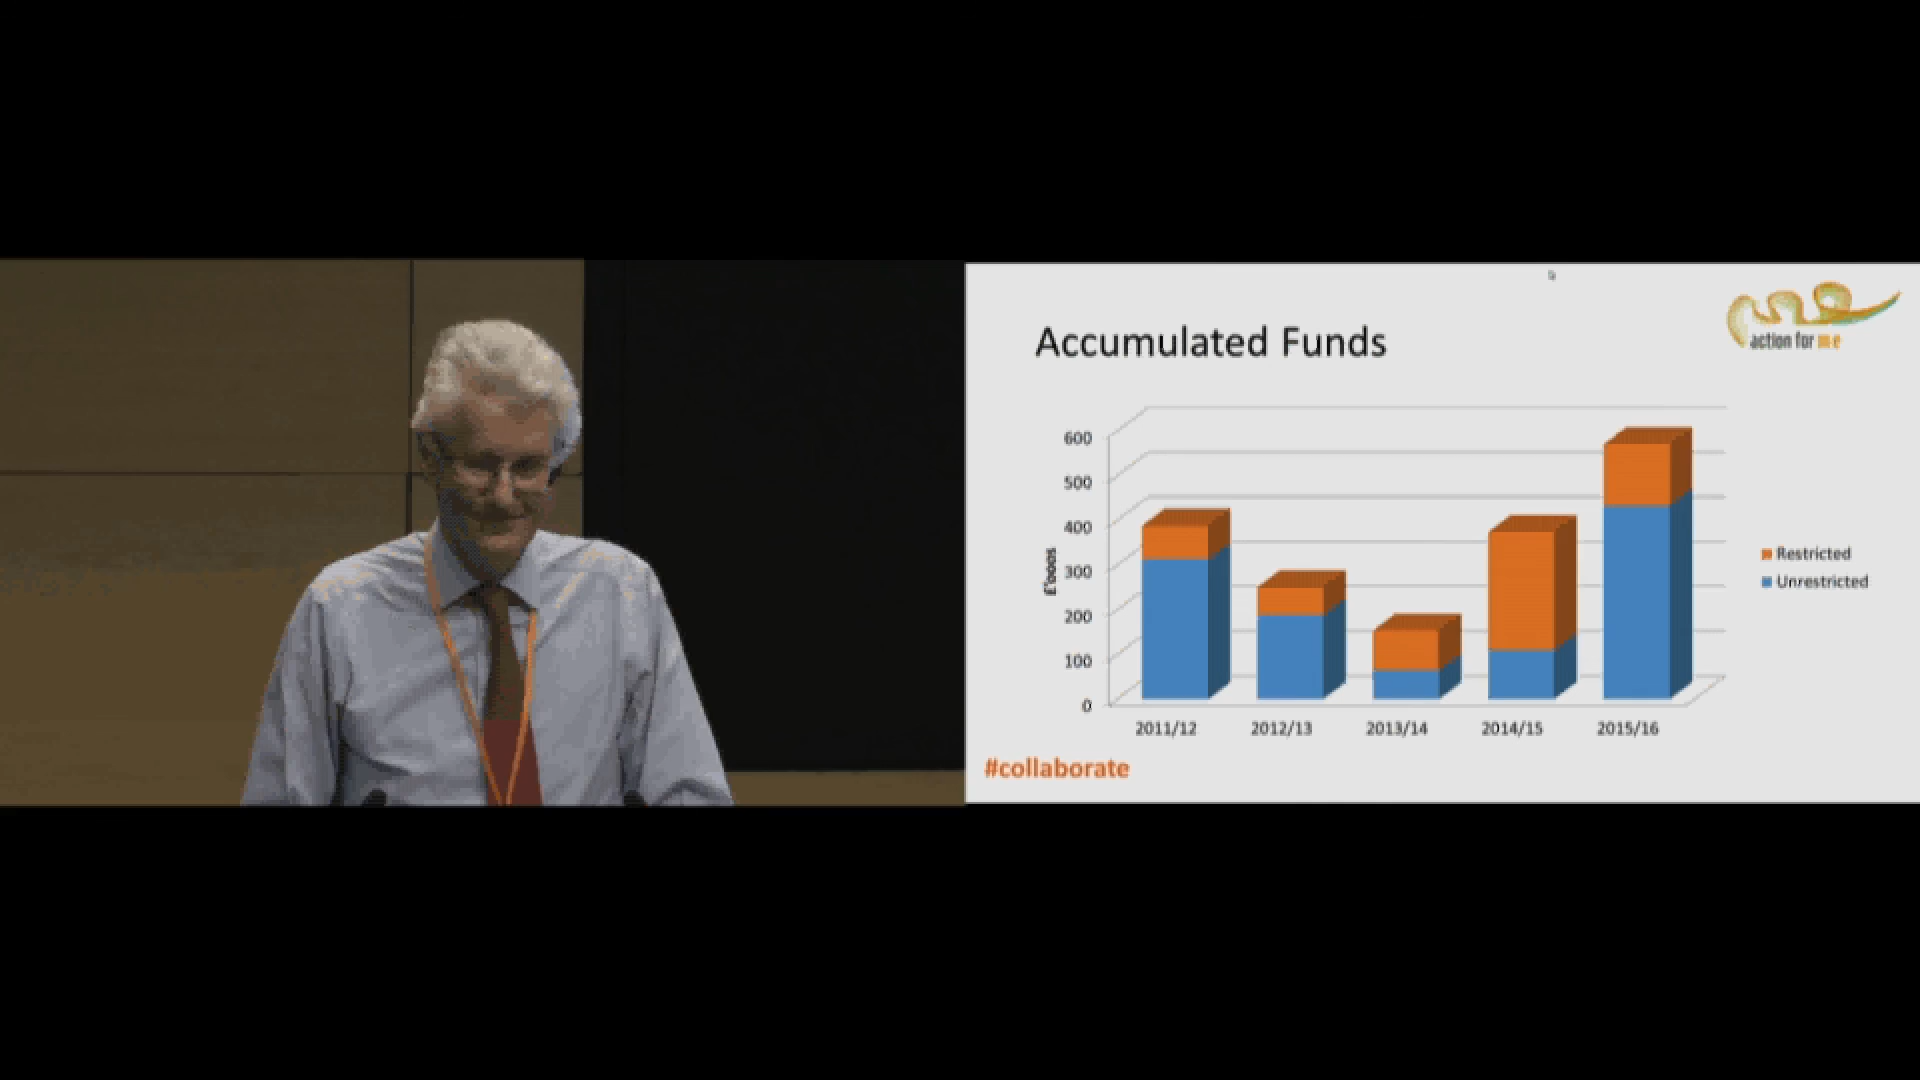 Accumulated Funds
action for m·e
600
500
400
300
200
100
0
£'000s
2011/12 2012/13 2013/14 2014/15 2015/16
Restricted
Unrestricted
#collaborate